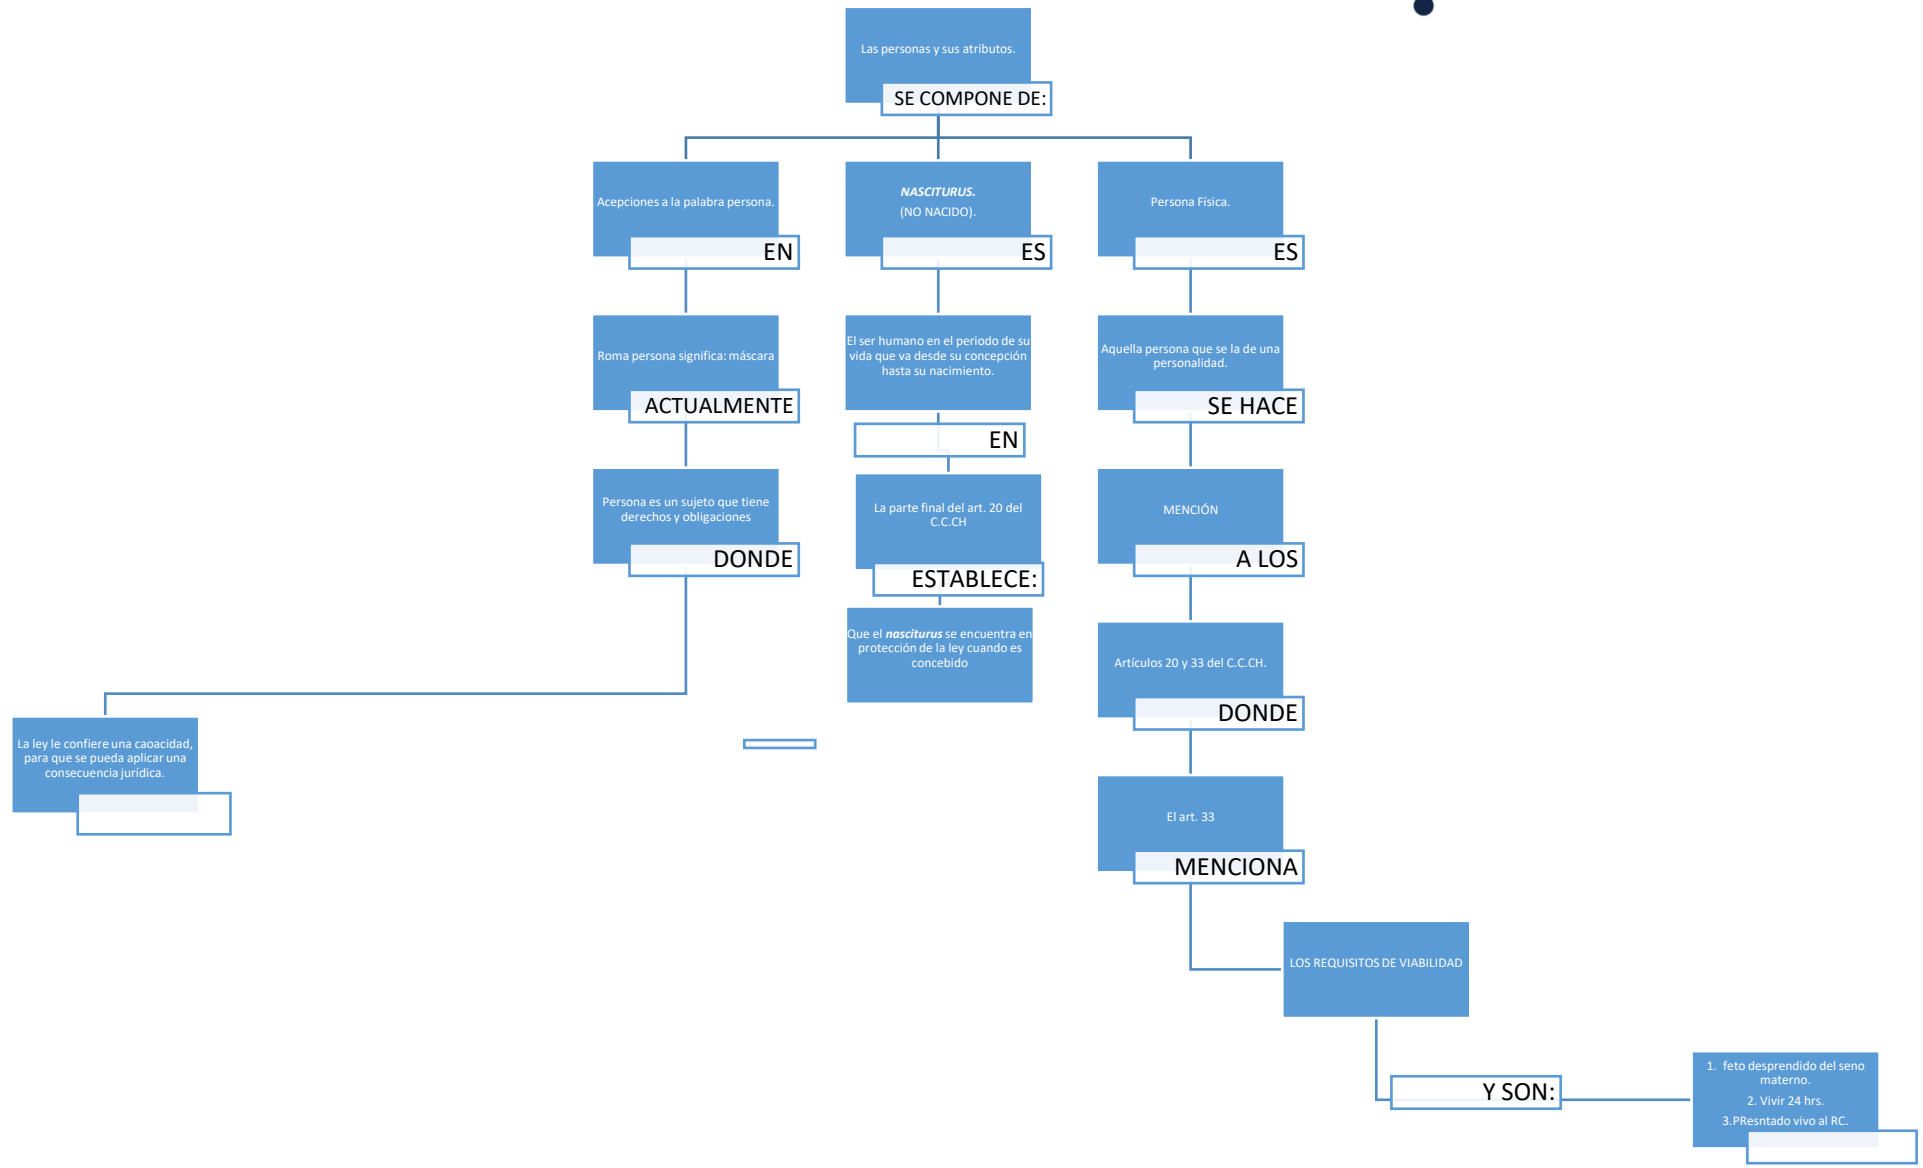 Las personas y sus atributos.
SE COMPONE DE:
Acepciones a la palabra persona.
EN
Roma persona significa: máscara
ACTUALMENTE
Persona es un sujeto que tiene
derechos y obligaciones
DONDE
La ley le confiere una caoacidad,
para que se pueda aplicar una
consecuencia jurídica.
NASCITURUS.
(NO NACIDO).
ES
El ser humano en el periodo de su
vida que va desde su concepción
hasta su nacimiento.
EN
La parte final del art. 20 del
C.C.CH
ESTABLECE:
Que el nasciturus se encuentra en
protección de la ley cuando es
concebido
Persona Física.
ES
Aquella persona que se la de una
personalidad.
SE HACE
MENCIÓN
A LOS
Artículos 20 y 33 del C.C.CH.
DONDE
El art. 33
MENCIONA
LOS REQUISITOS DE VIABILIDAD
Y SON:
1. feto desprendido del seno
materno.
2. Vivir 24 hrs.
3.PResntado vivo al RC.